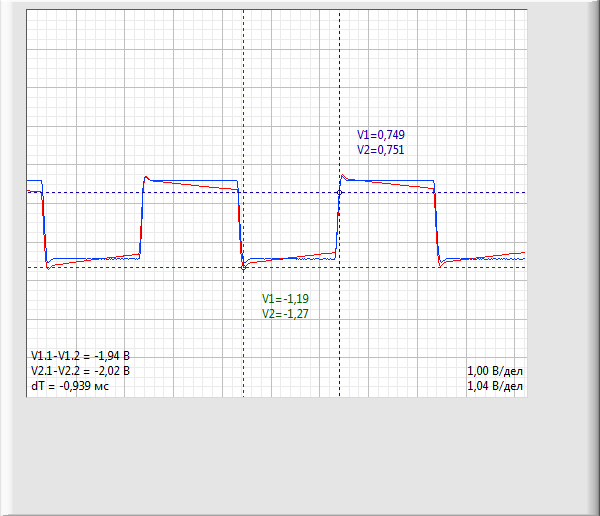 V1=0,749
V2=0,751
V1=-1,19
V2=-1,27
V1.1-V1.2 = -1,94 В
V2.1-V2.2 = -2,02 В
dT = -0,939 мс
1,00 В/дел
1,04 В/дел